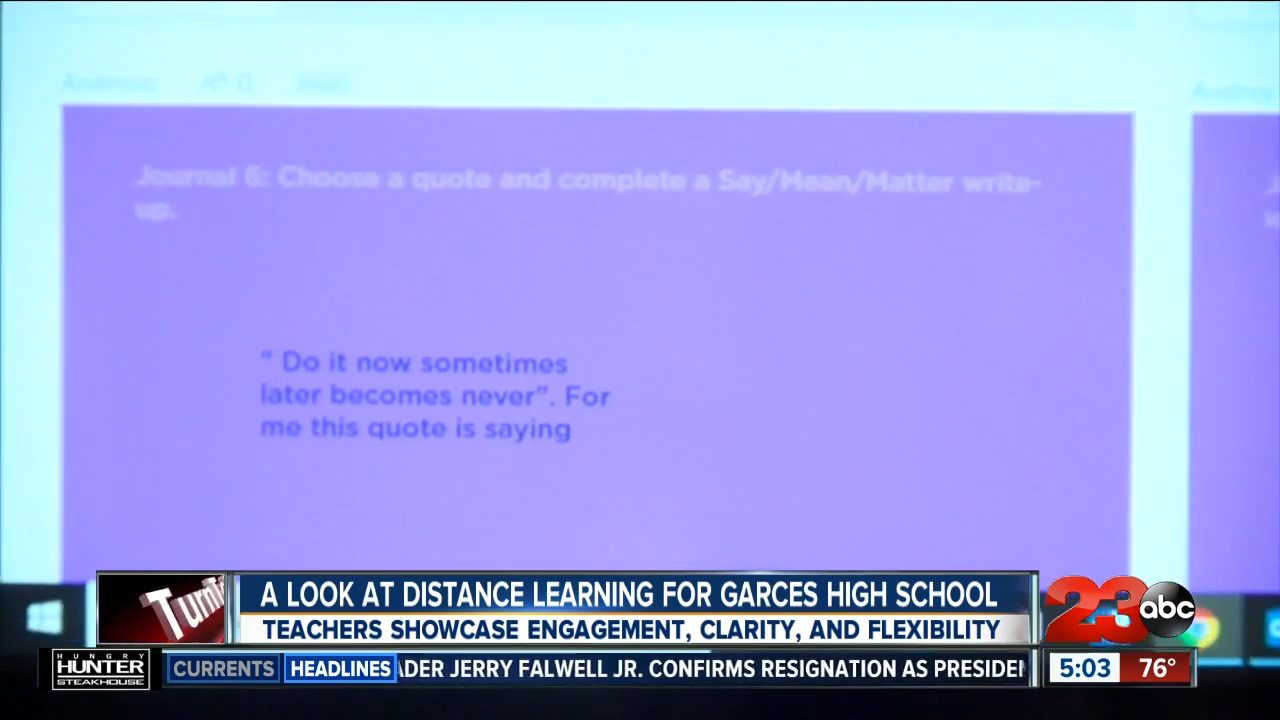 Journal 6: Choose a quote and complete a Say/Mean/Matter write-
up.
" Do it now sometimes
later becomes never". For
me this quote is saying
A LOOK AT DISTANCE LEARNING FOR GARCES HIGH SCHOOL
TEACHERS SHOWCASE ENGAGEMENT, CLARITY, AND FLEXIBILITY
23 abc
HUNGRY
HUNTER
STEAKHOUSE
CURRENTS HEADLINES ADER JERRY FALWELL JR. CONFIRMS RESIGNATION AS PRESIDEN
5:03 76°